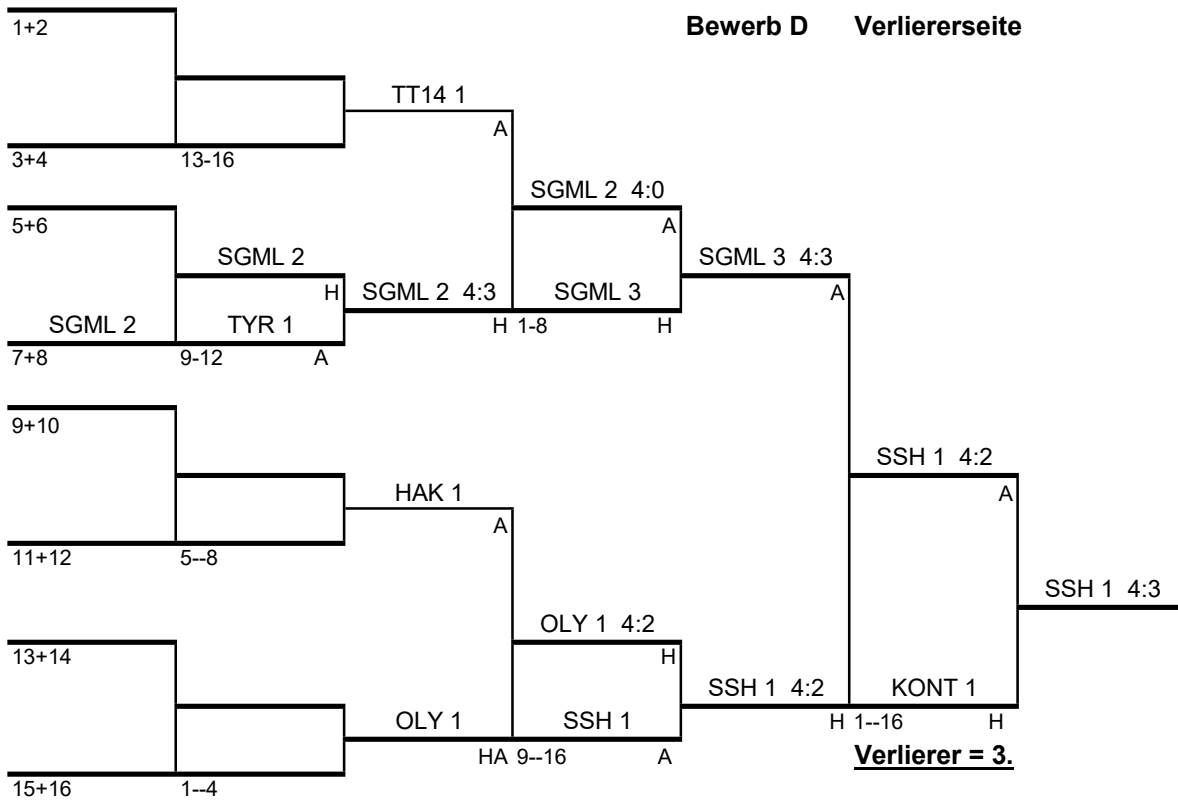 Bewerb D Verliererseite
1+2
TT14 1
A
3+4 13-16
SGML 2 4:0
5+6 A
SGML 2 SGML 3 4:3
H SGML 2 4:3 SGML 3 A
SGML 2 TYR 1 H 1-8 H
7+8 9-12 A
9+10
SSH 1 4:2
HAK 1 A
A
11+12 5--8
SSH 1 4:3
OLY 1 4:2
13+14 H
SSH 1 4:2 KONT 1
OLY 1 SSH 1 H 1--16 H
HA 9--16 A Verlierer = 3.
15+16 1--4